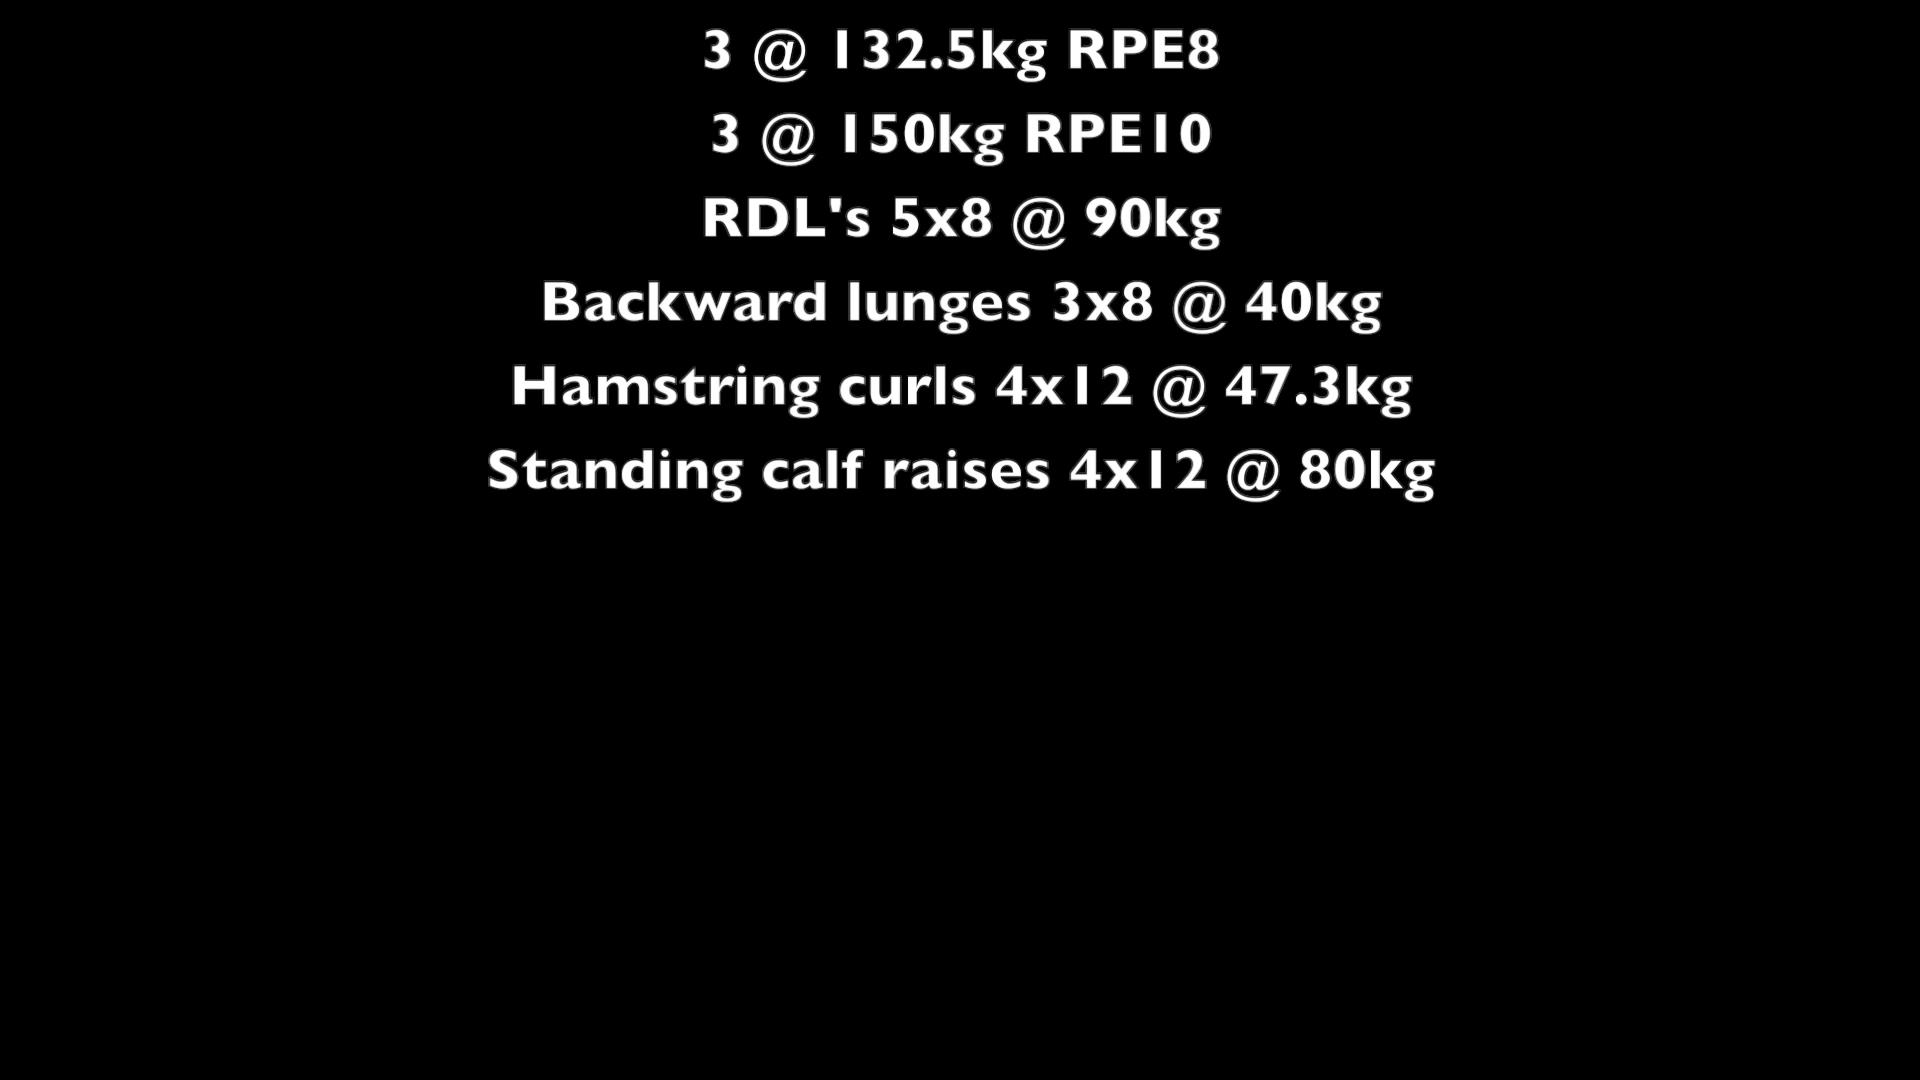 3 @ 132.5kg RPE8
3 @ 150kg RPE10
RDL's 5x8 @ 90kg
Backward lunges 3x8 @ 40kg
Hamstring curls 4x12 @ 47.3kg
Standing calf raises 4x12 @ 80kg